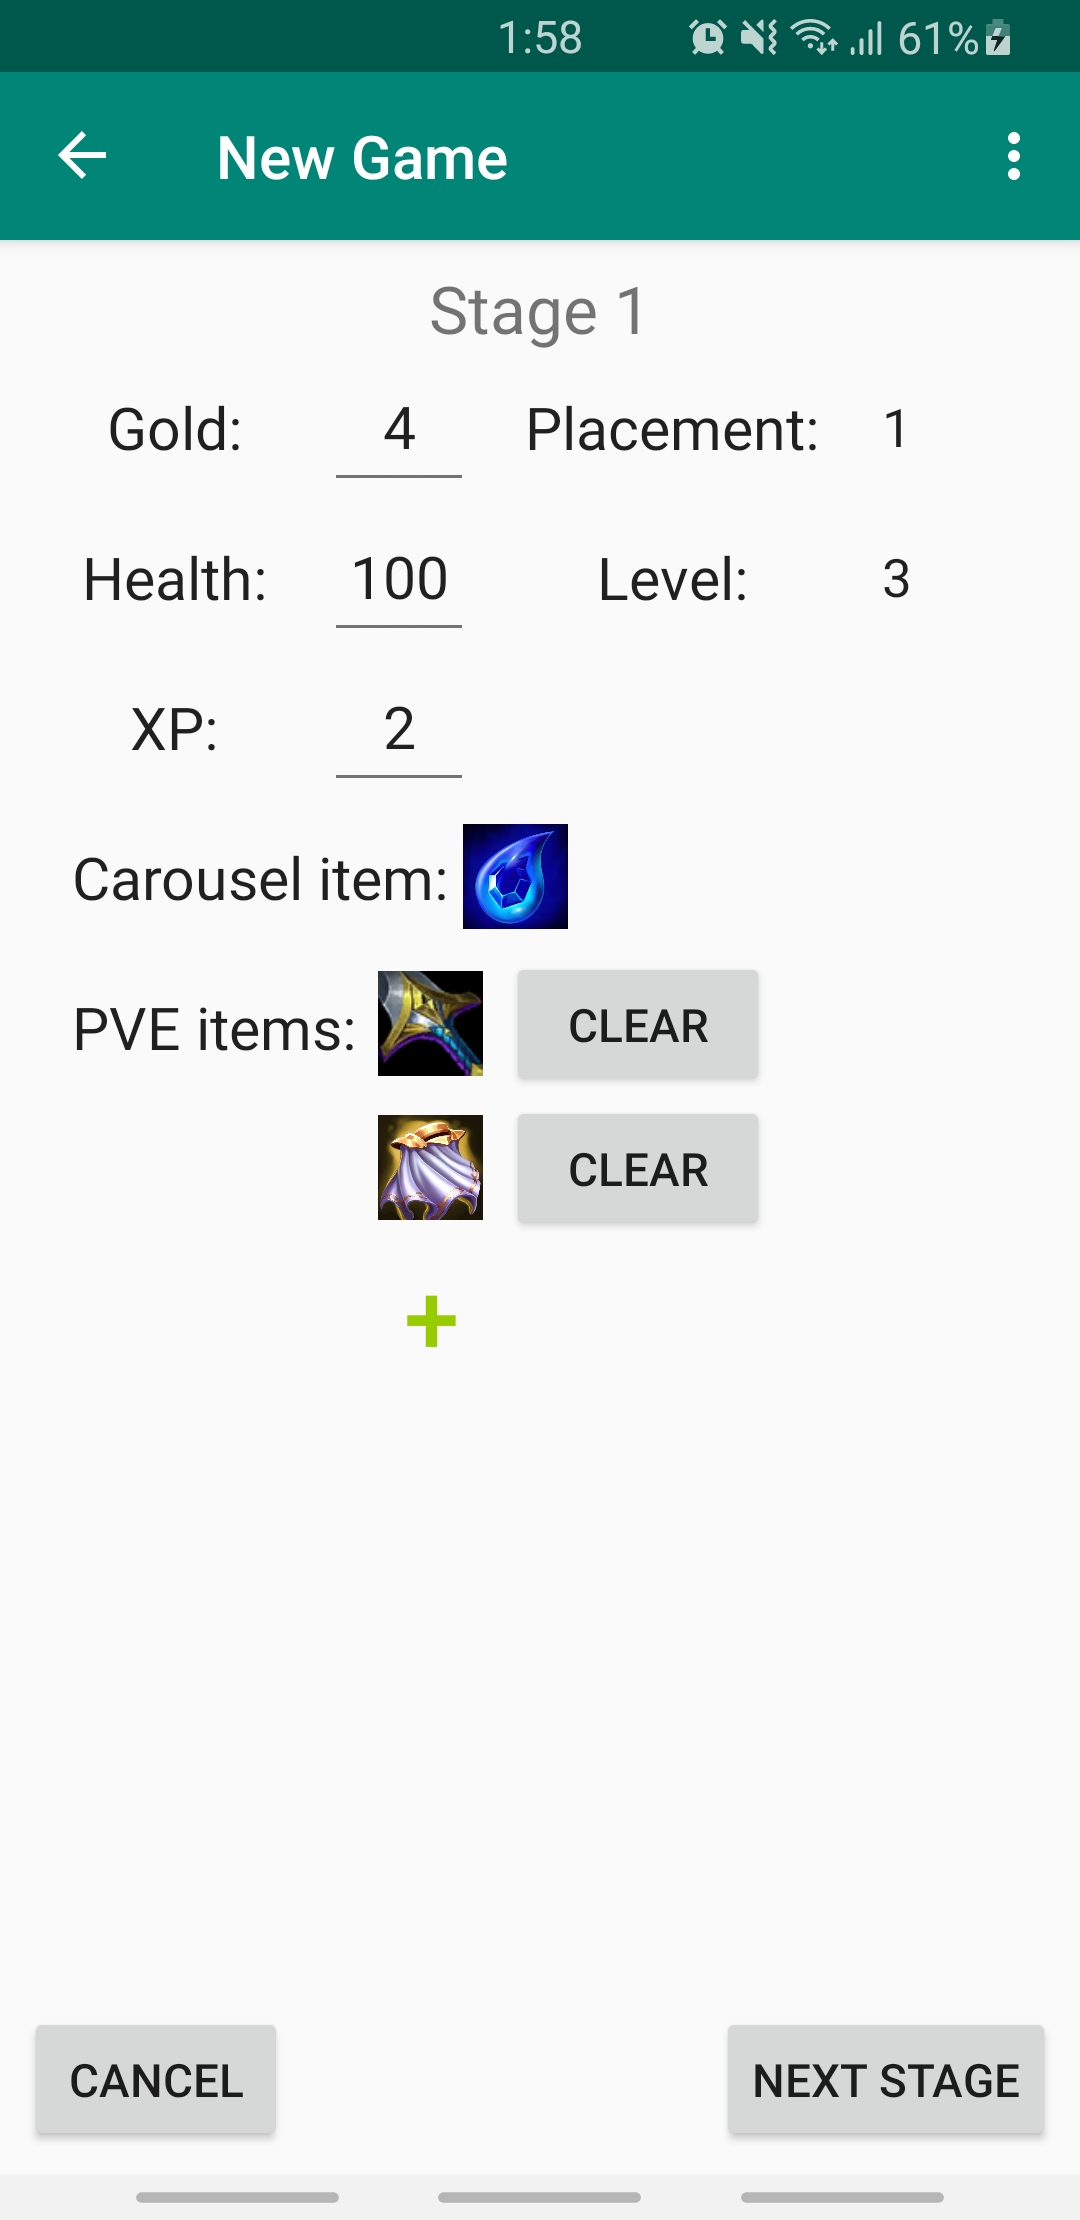 1:58 61%
New Game
Stage 1
Gold: 4 Placement: 1
Health: 100 Level: 3
XP: 2
Carousel item:
PVE items: CLEAR
CLEAR
+
CANCEL NEXT STAGE